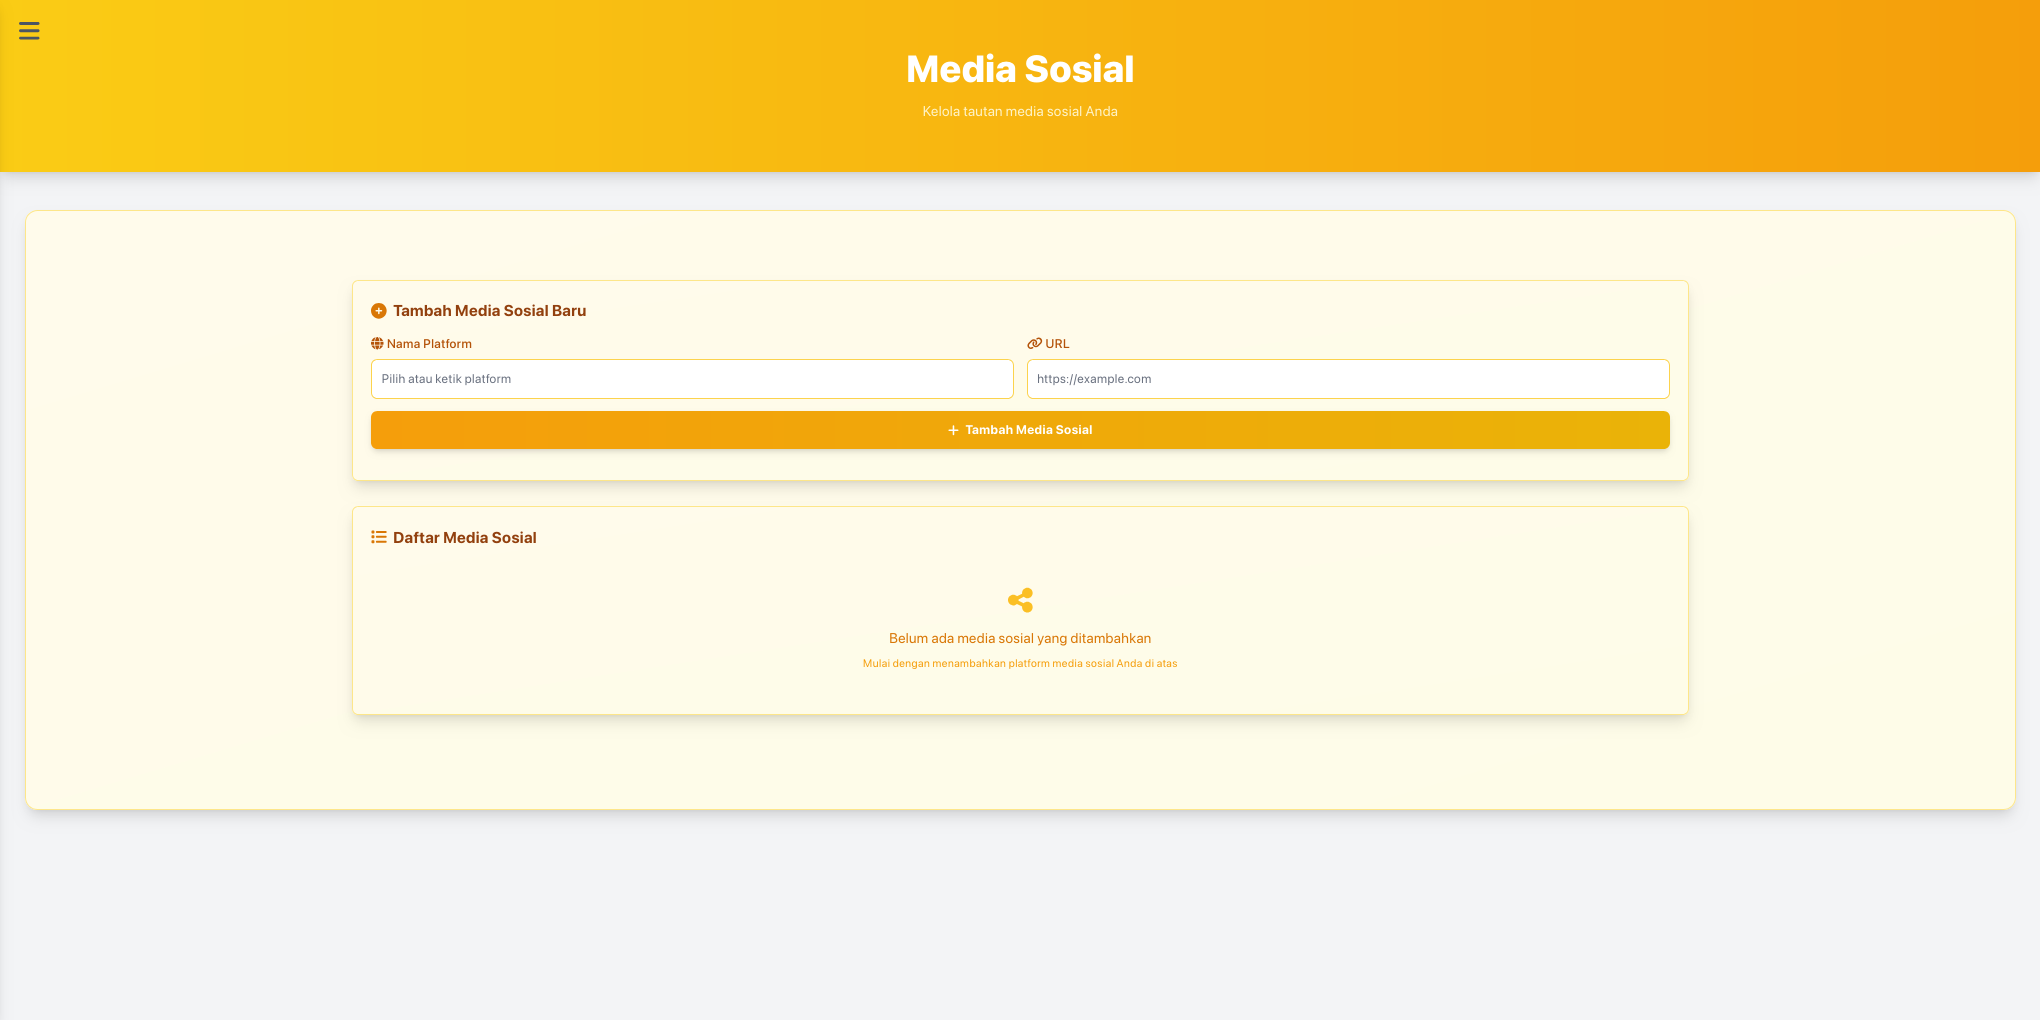 Media Sosial
Kelola tautan media sosial Anda
Tambah Media Sosial Baru
Nama Platform
Pilih atau ketik platform
URL
https://example.com
Tambah Media Sosial
Daftar Media Sosial
Belum ada media sosial yang ditambahkan
Mulai dengan menambahkan platform media sosial Anda di atas